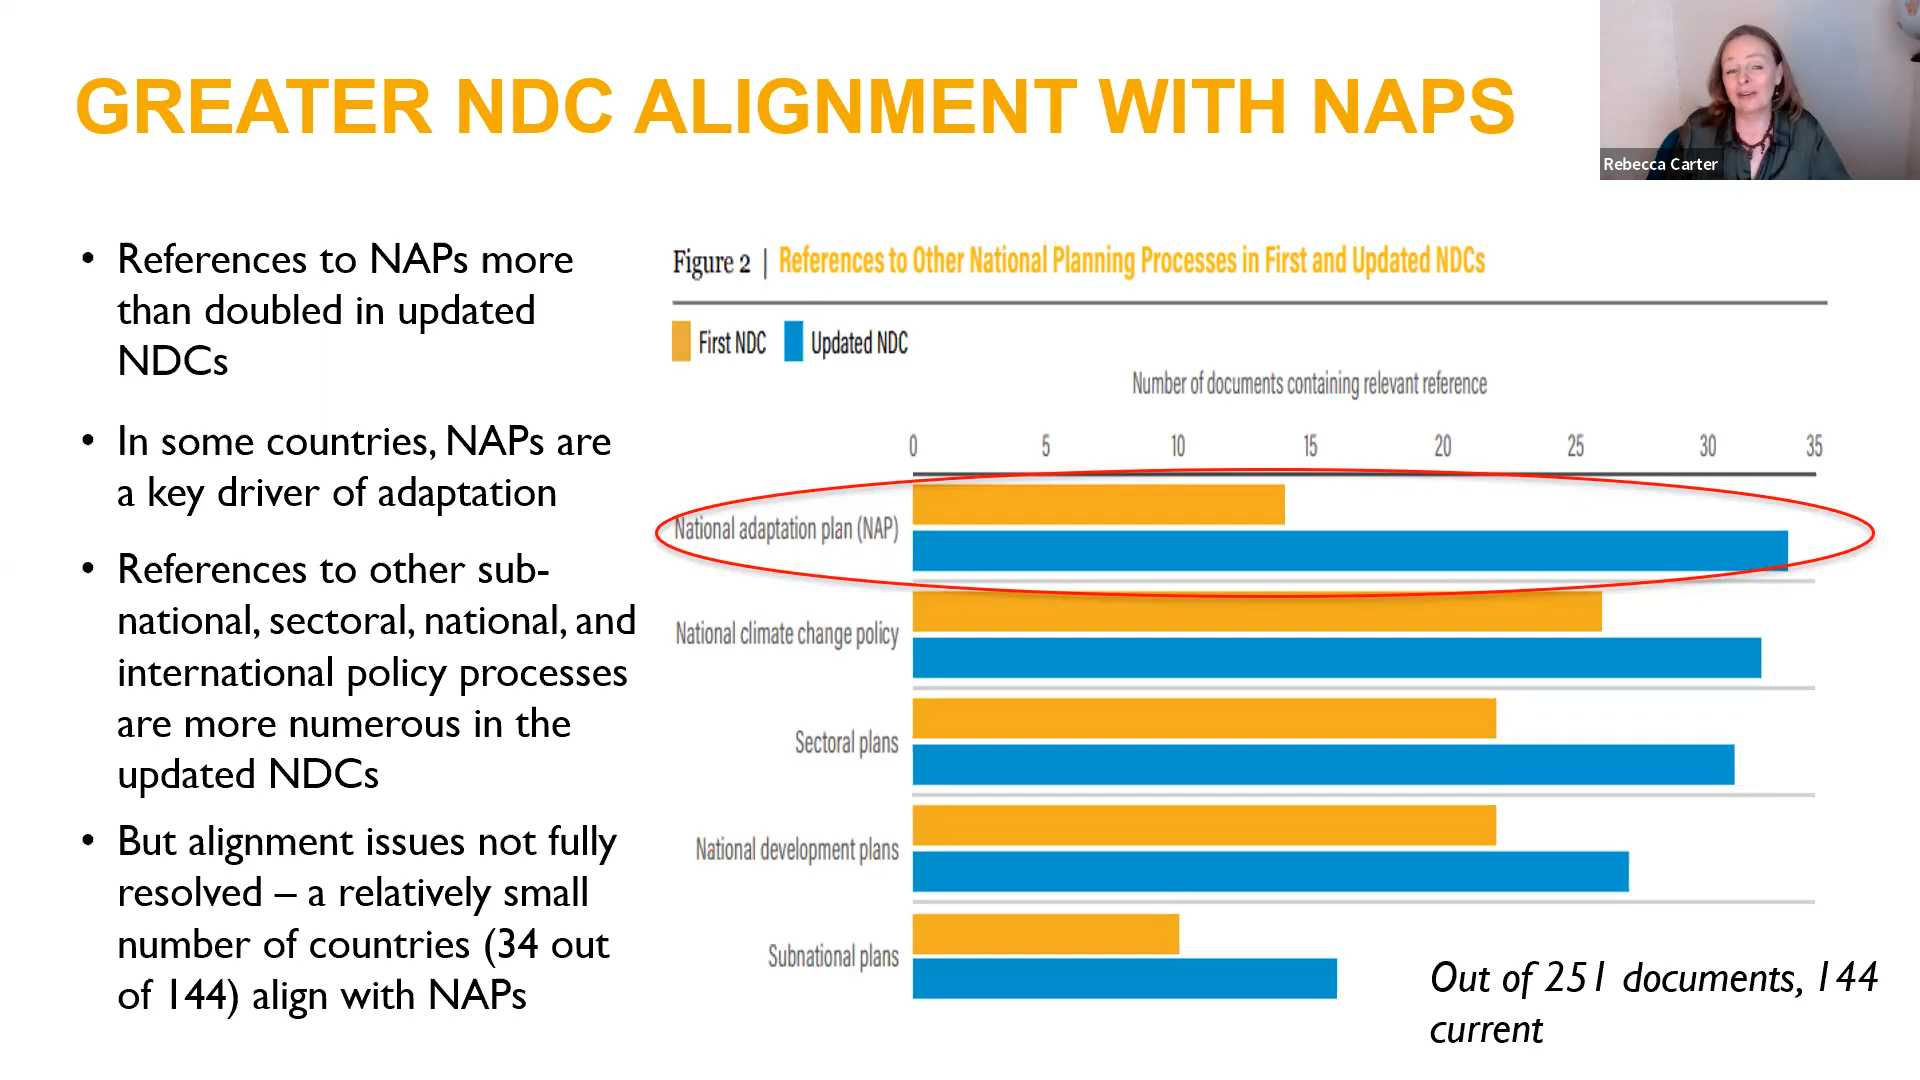 GREATER NDC ALIGNMENT WITH NAPS
Rebecca Carter
• References to NAPs more
than doubled in updated
NDCs
• In some countries, NAPs are
a key driver of adaptation
• References to other sub-
national, sectoral, national, and
international policy processes
are more numerous in the
updated NDCs
• But alignment issues not fully
resolved – a relatively small
number of countries (34 out
of 144) align with NAPs
Figure 2 | References to Other National Planning Processes in First and Updated NDCs
First NDC Updated NDC
Number of documents containing relevant reference
0 5 10 15 20 25 30 35
National adaptation plan (NAP)
National climate change policy
Sectoral plans
National development plans
Subnational plans
Out of 251 documents, 144
current